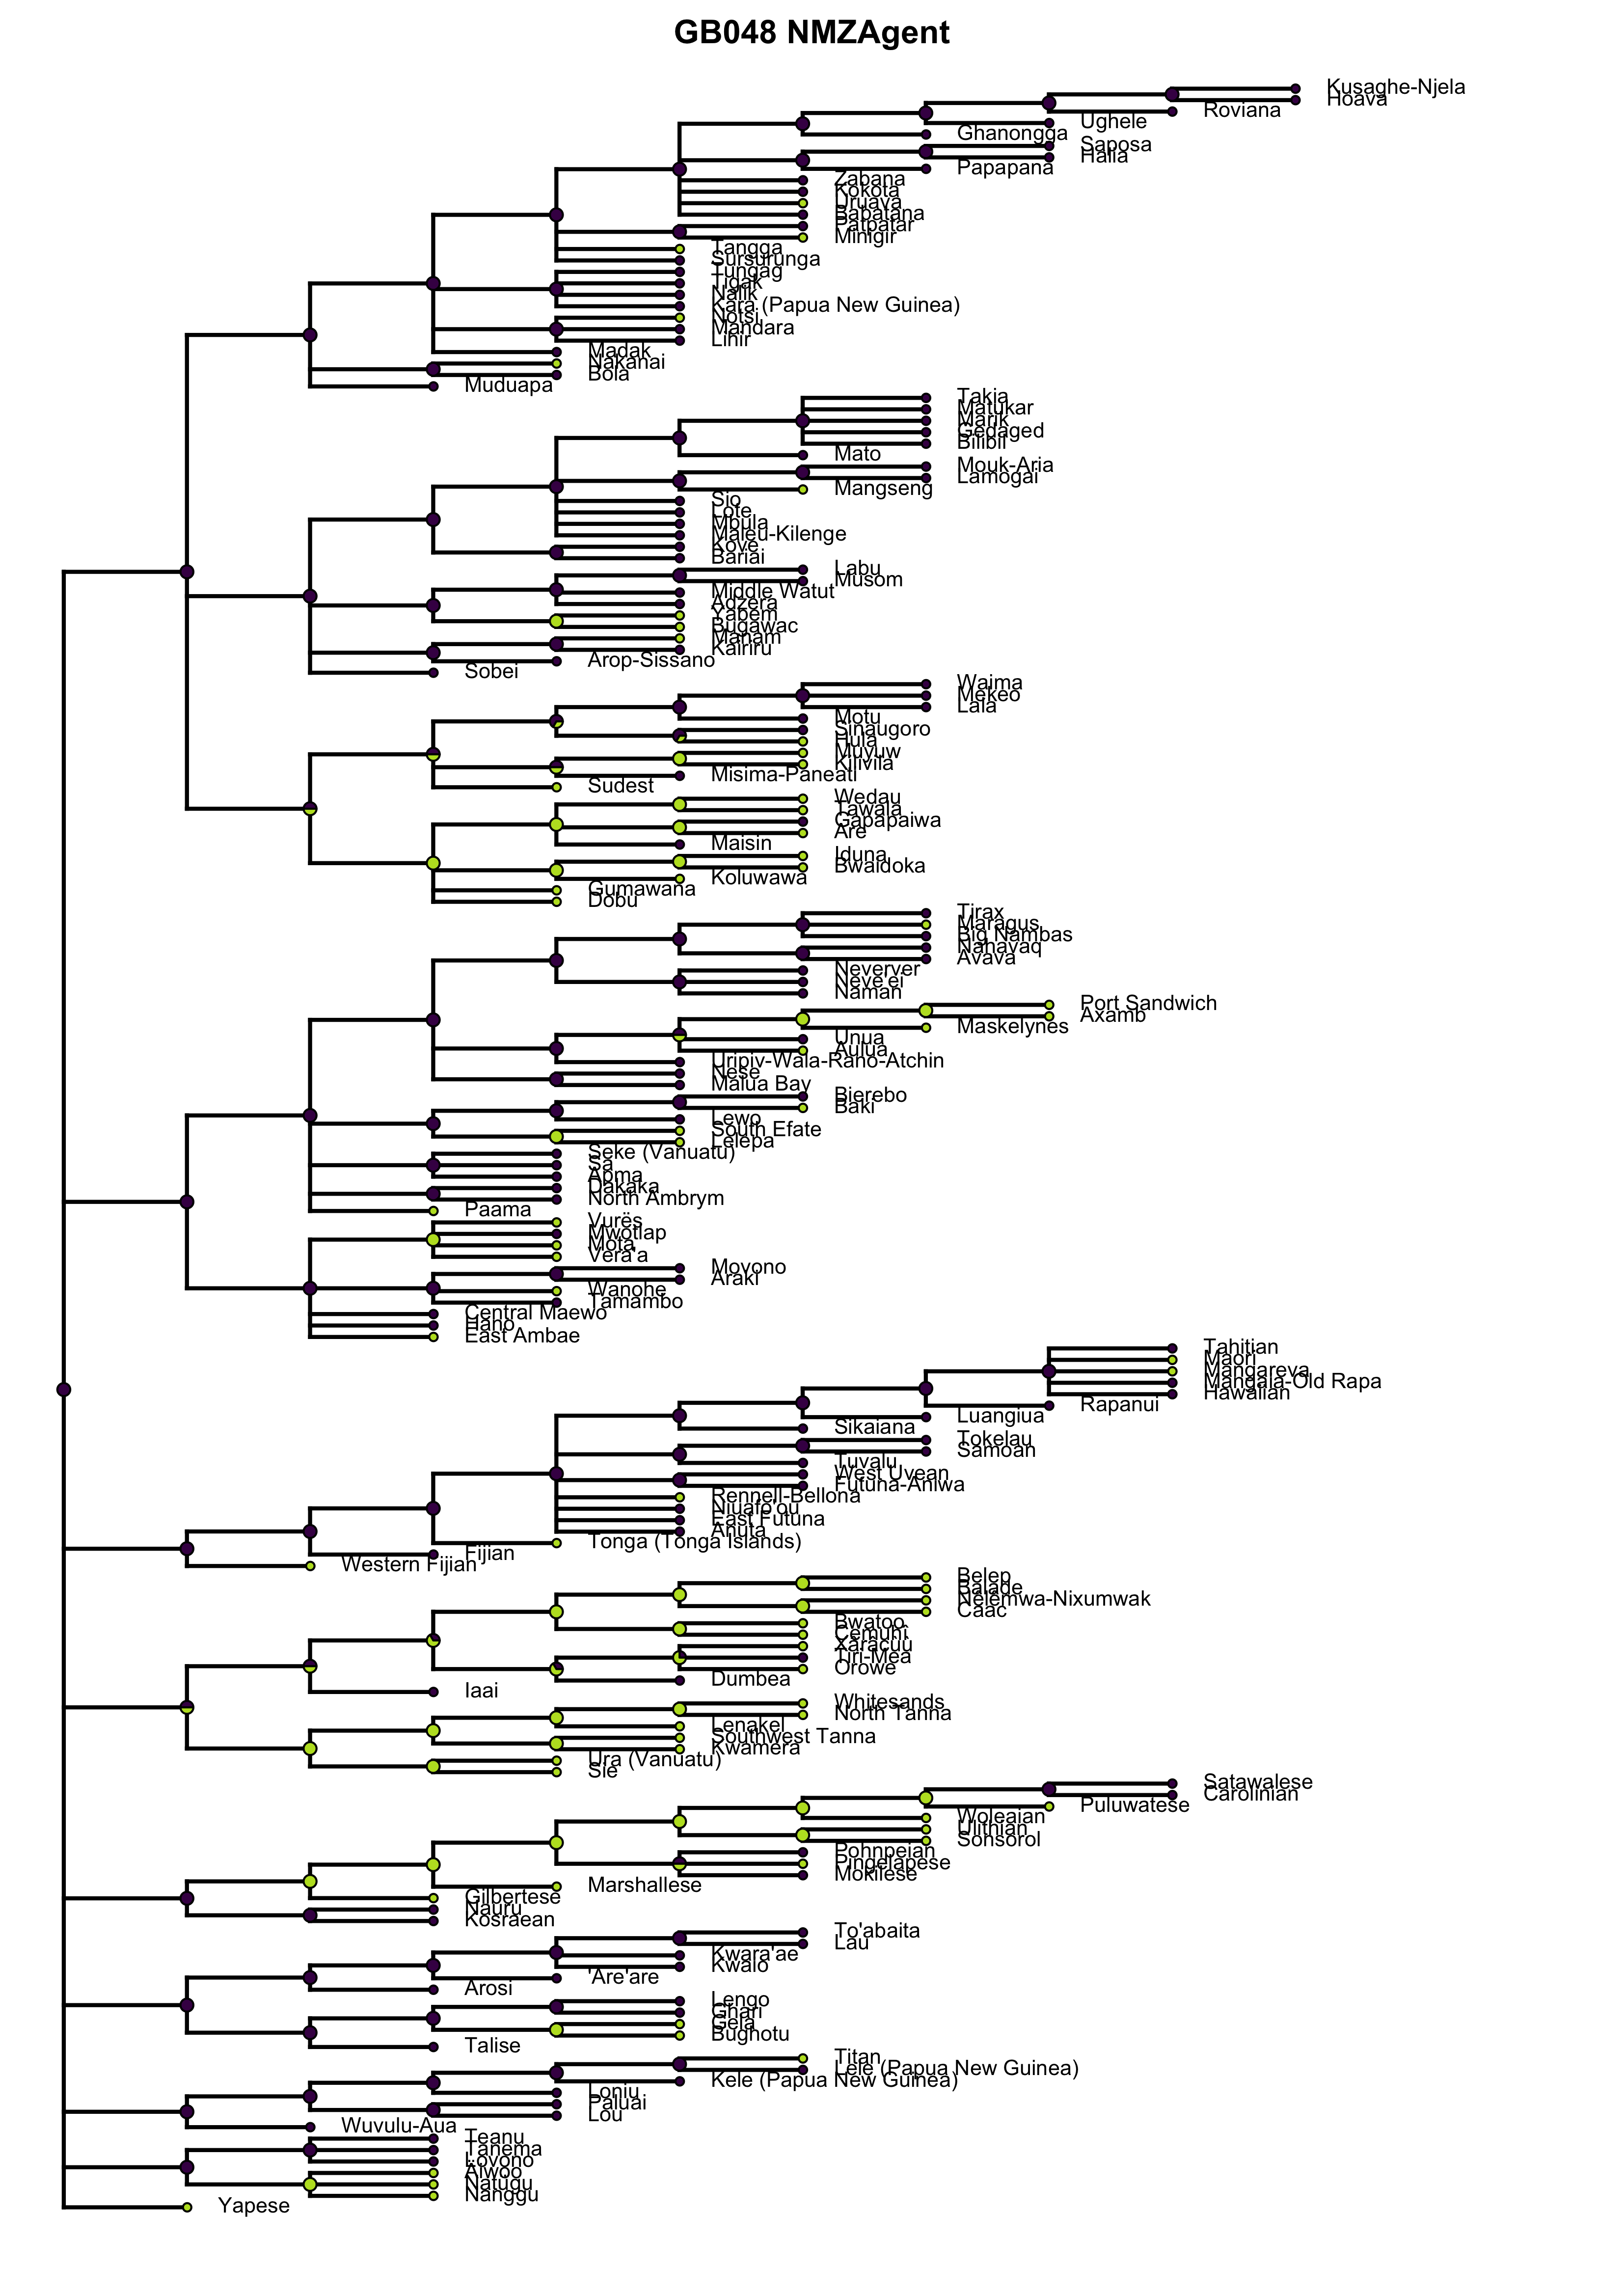 GB048 NMZAgent
Kusaghe-Njela
Hoava
Roviana
Ughele
Ghanongga
Saposa
Halia
Papapana
Zabana
Kokota
Uruava
Babatana
Patpatar
Minigir
Tangga
Sursurunga
Tungag
Tigak
Nalik
Kara (Papua New Guinea)
Notsi
Mandara
Lihir
Madak
Nakanai
Bola
Muduapa
Takia
Matukar
Marik
Gedaged
Bilibil
Mato
Mouk-Aria
Lamogai
Mangseng
Sio
Lote
Mbula
Maleu-Kilenge
Kove
Bariai
Labu
Musom
Middle Watut
Adzera
Yabem
Bugawac
Manam
Kairiru
Arop-Sissano
Sobei
Waima
Mekeo
Lala
Motu
Sinaugoro
Hula
Muyuw
Kilivila
Misima-Paneati
Sudest
Wedau
Tawala
Gapapaiwa
Are
Maisin
Iduna
Bwaidoka
Koluwawa
Gumawana
Dobu
Tirax
Maragus
Big Nambas
Nahavaq
Avava
Neverver
Neve'ei
Naman
Port Sandwich
Axamb
Maskelynes
Unua
Aulua
Uripiv-Wala-Rano-Atchin
Nese
Malua Bay
Bierebo
Baki
Lewo
South Efate
Lelepa
Seke (Vanuatu)
Sa
Apma
Dakaka
North Ambrym
Paama
Vurës
Mwotlap
Mota
Vera'a
Movono
Araki
Wanohe
Tamambo
Central Maewo
Hano
East Ambae
Tahitian
Maori
Mangareva
Mangaia-Old Rapa
Hawaiian
Rapanui
Luangiua
Sikaiana
Tokelau
Samoan
Tuvalu
West Uvean
Futuna-Aniwa
Rennell-Bellona
Niuafo'ou
East Futuna
Anuta
Tonga (Tonga Islands)
Fijian
Western Fijian
Belep
Balade
Nelemwa-Nixumwak
Caac
Bwatoo
Cemuhî
Xârâcùù
Tiri-Mea
Orowe
Dumbea
Iaai
Whitesands
North Tanna
Lenakel
Southwest Tanna
Kwamera
Ura (Vanuatu)
Sie
Satawalese
Carolinian
Puluwatese
Woleaian
Ulithian
Sonsorol
Pohnpeian
Pingelapese
Mokilese
Marshallese
Gilbertese
Nauru
Kosraean
To'abaita
Lau
Kwara'ae
Kwaio
'Are'are
Arosi
Lengo
Ghari
Gela
Bughotu
Talise
Titan
Lele (Papua New Guinea)
Kele (Papua New Guinea)
Loniu
Paluai
Lou
Wuvulu-Aua
Teanu
Tanema
Lovono
Äiwoo
Natügu
Nanggu
Yapese